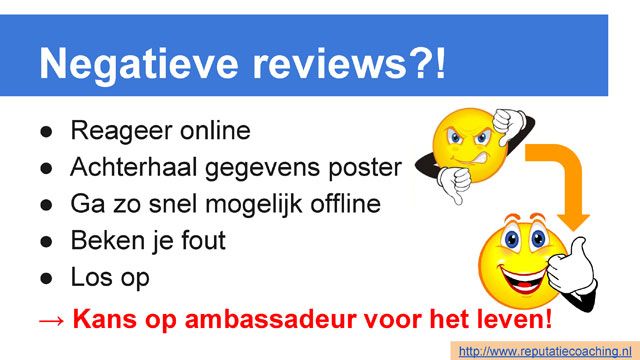 Negatieve reviews?!
● Reageer online
● Achterhaal gegevens poster
● Ga zo snel mogelijk offline
● Beken je fout
● Los op
→ Kans op ambassadeur voor het leven!
http://www.reputatiecoaching.nl